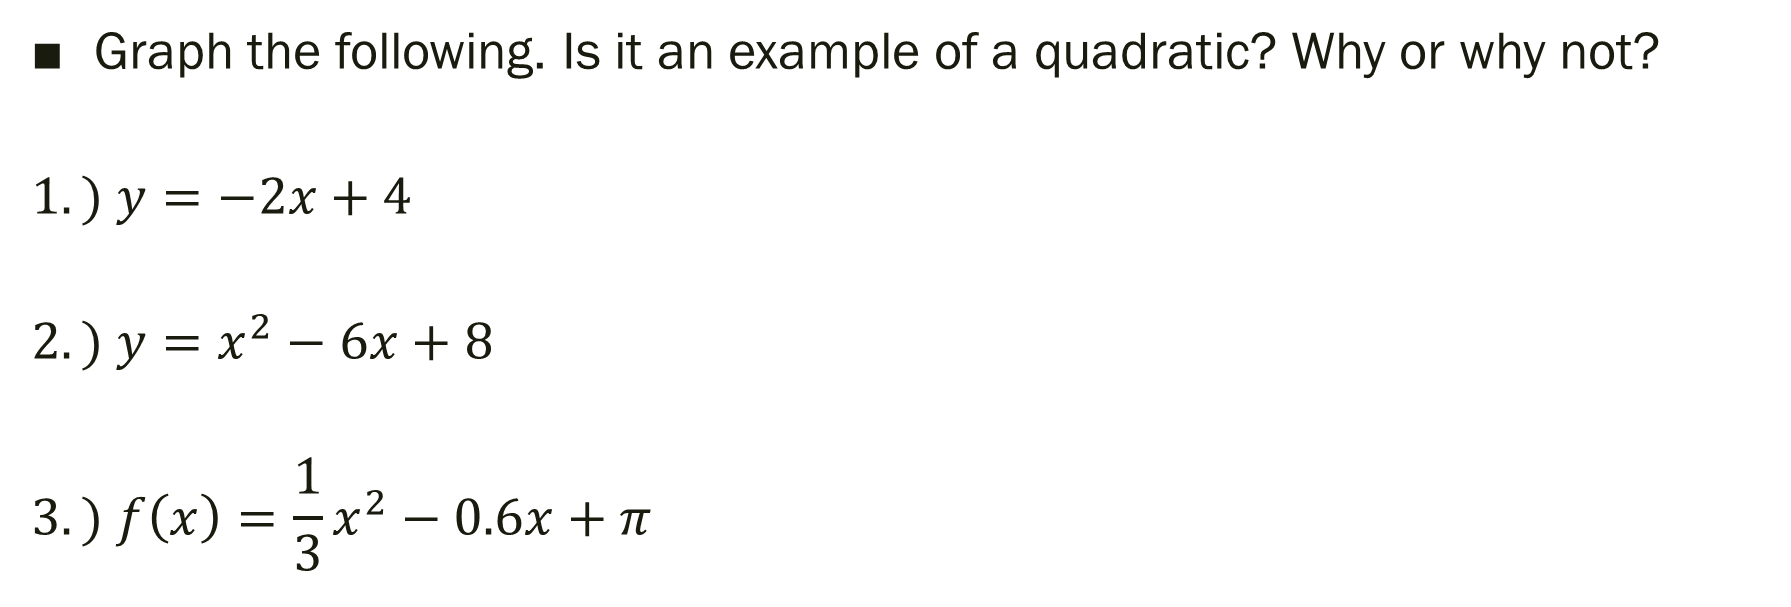 ■ Graph the following. Is it an example of a quadratic? Why or why not?
1.) y = −2x + 4
2.) y = x² − 6x + 8
3.) f(x) = 1/3 x² − 0.6x + π